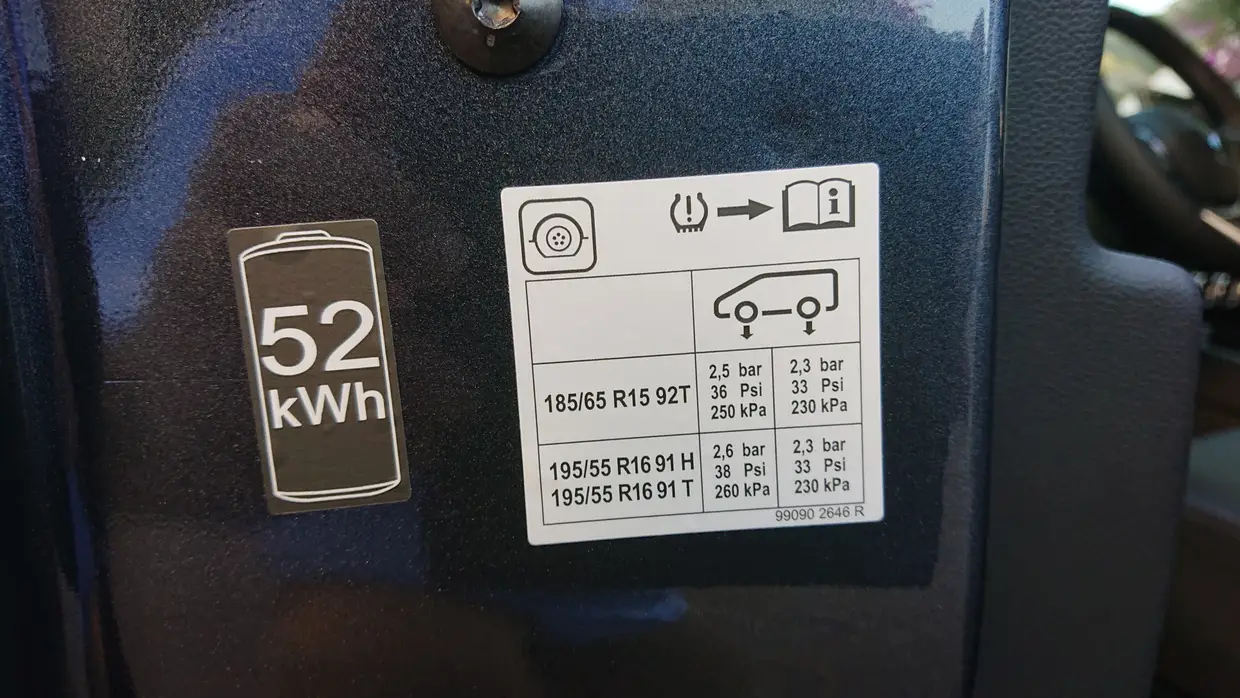 52
kWh
i
185/65 R15 92T
2,5 bar
36 Psi
250 kPa
2,3 bar
33 Psi
230 kPa
195/55 R16 91 H
195/55 R16 91 T
2,6 bar
38 Psi
260 kPa
2,3 bar
33 Psi
230 kPa
99090 2646 R